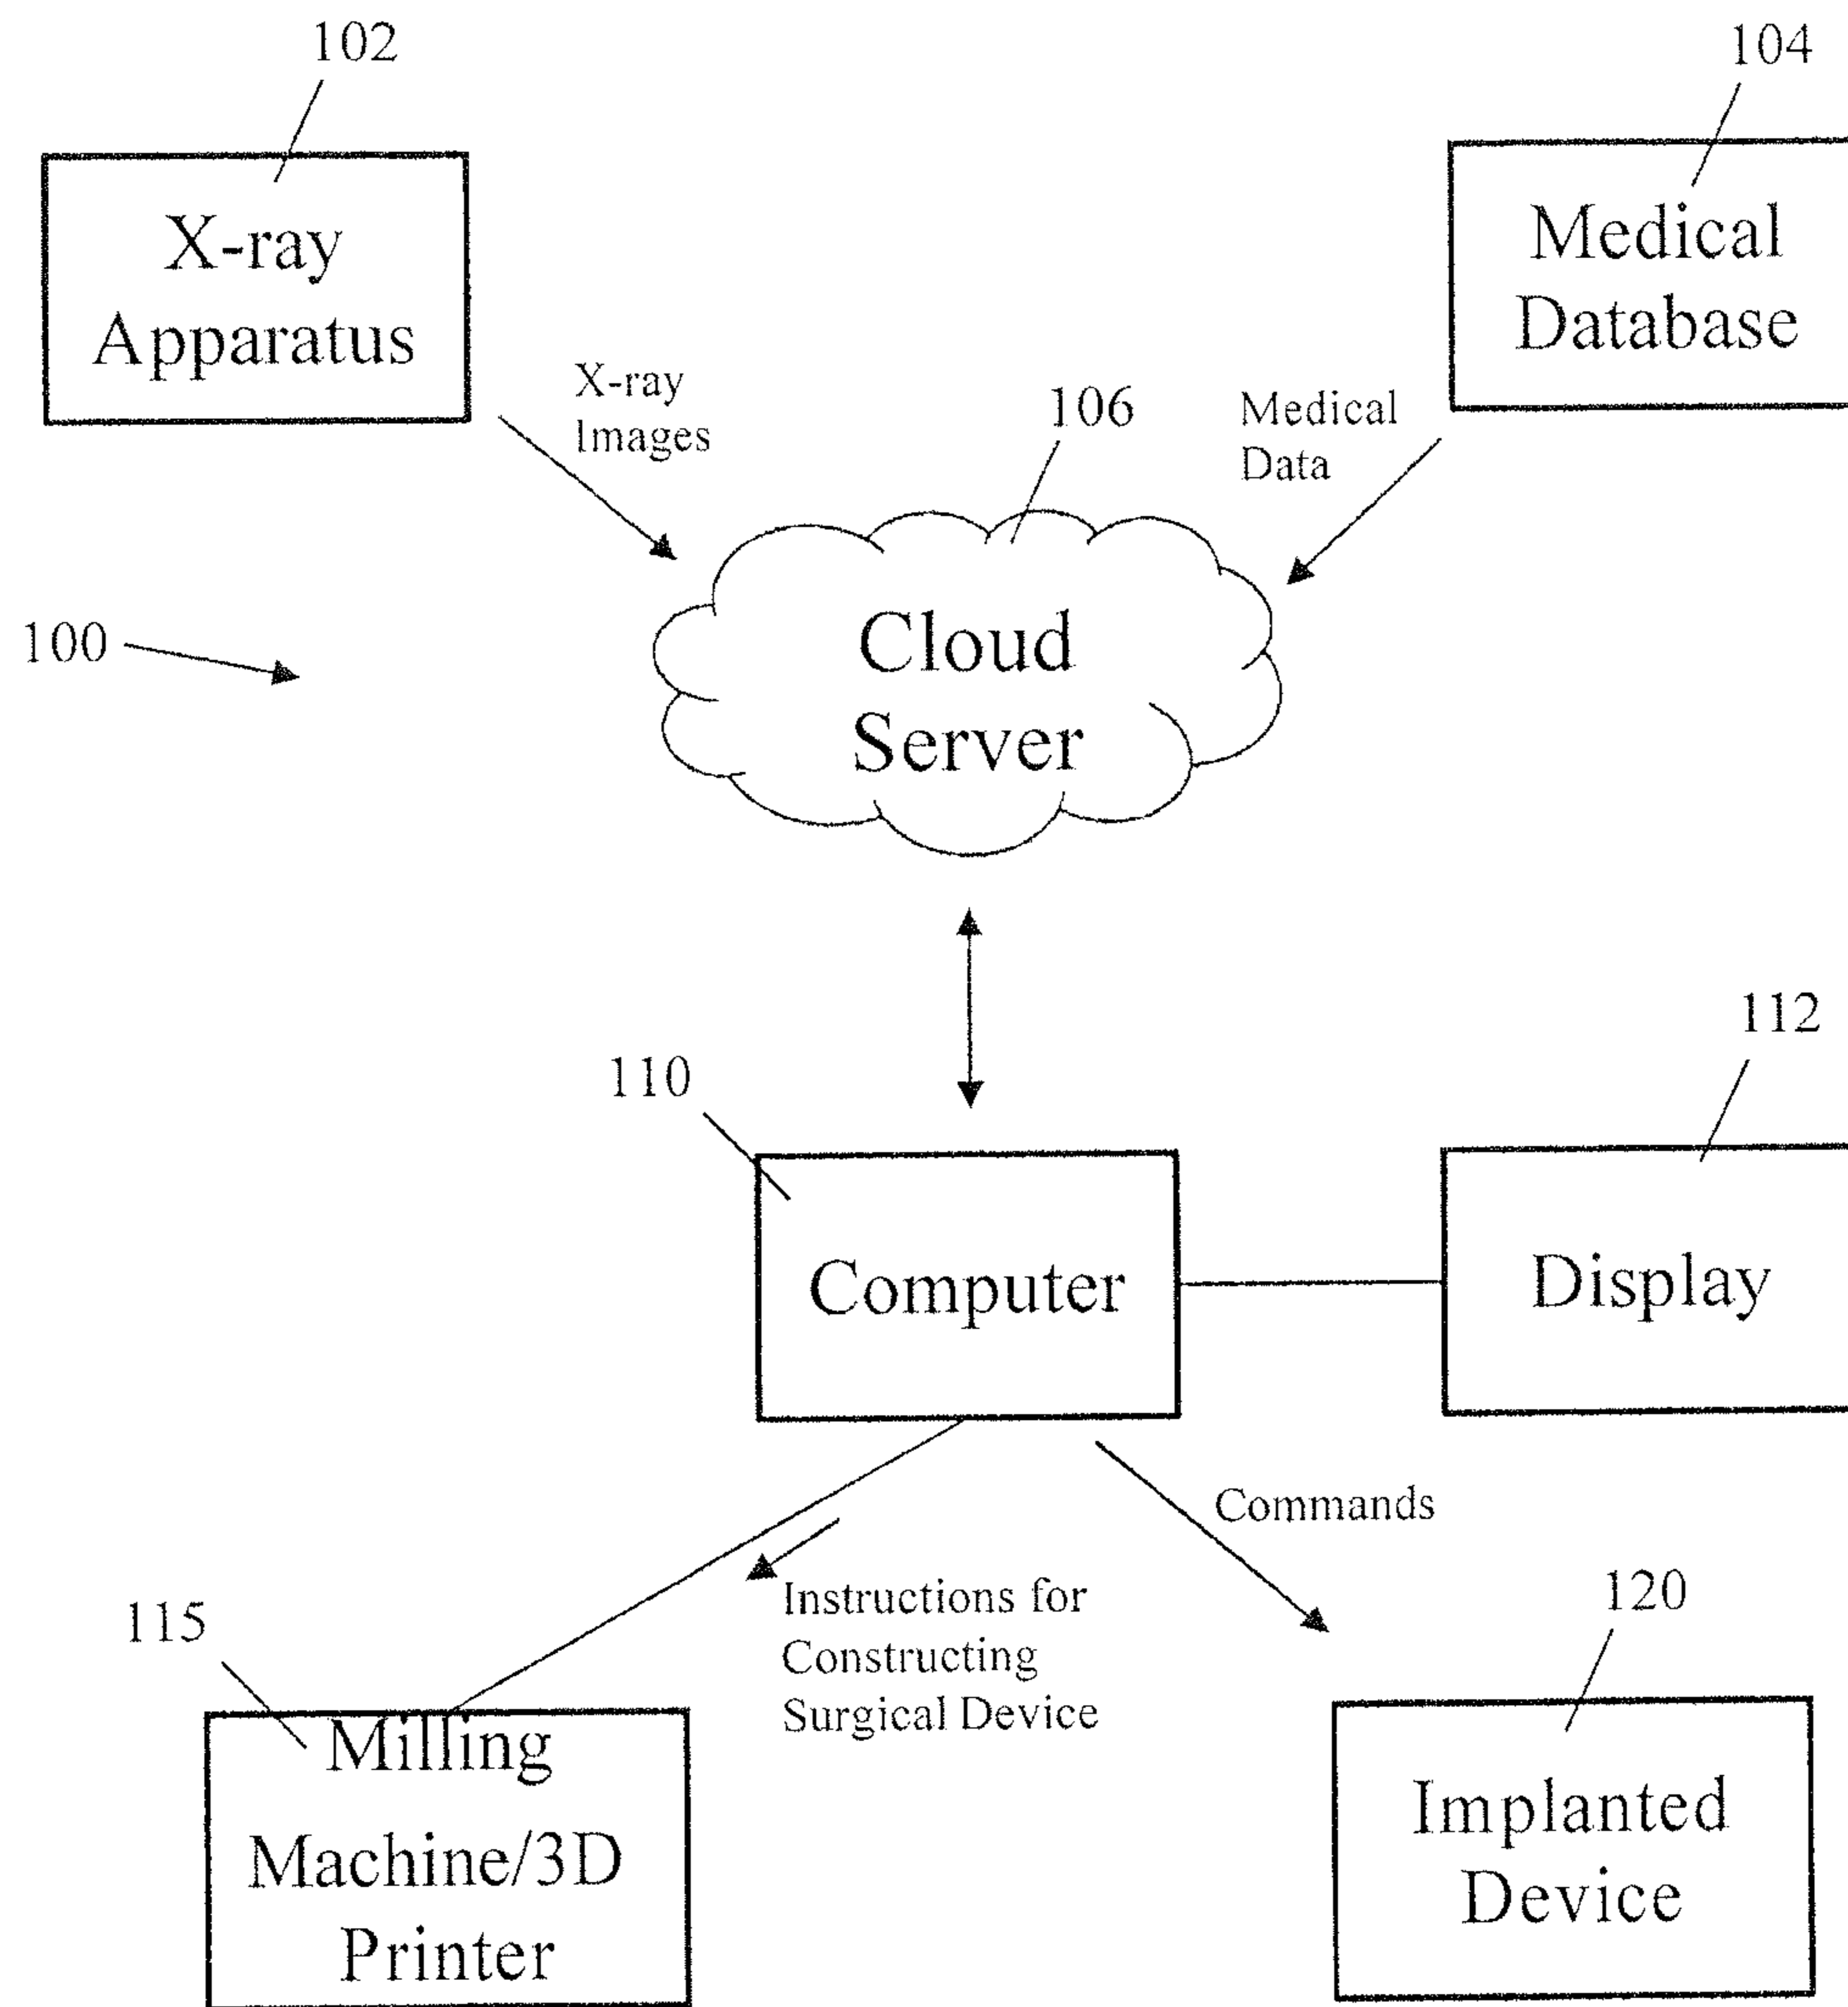 102
104
X-ray
Apparatus
Medical
Database
X-ray
Images
106
Medical
Data
Cloud
Server
100
112
110
Computer
Display
Commands
Instructions for
Constructing
Surgical Device
115
120
Milling
Machine/3D
Printer
Implanted
Device